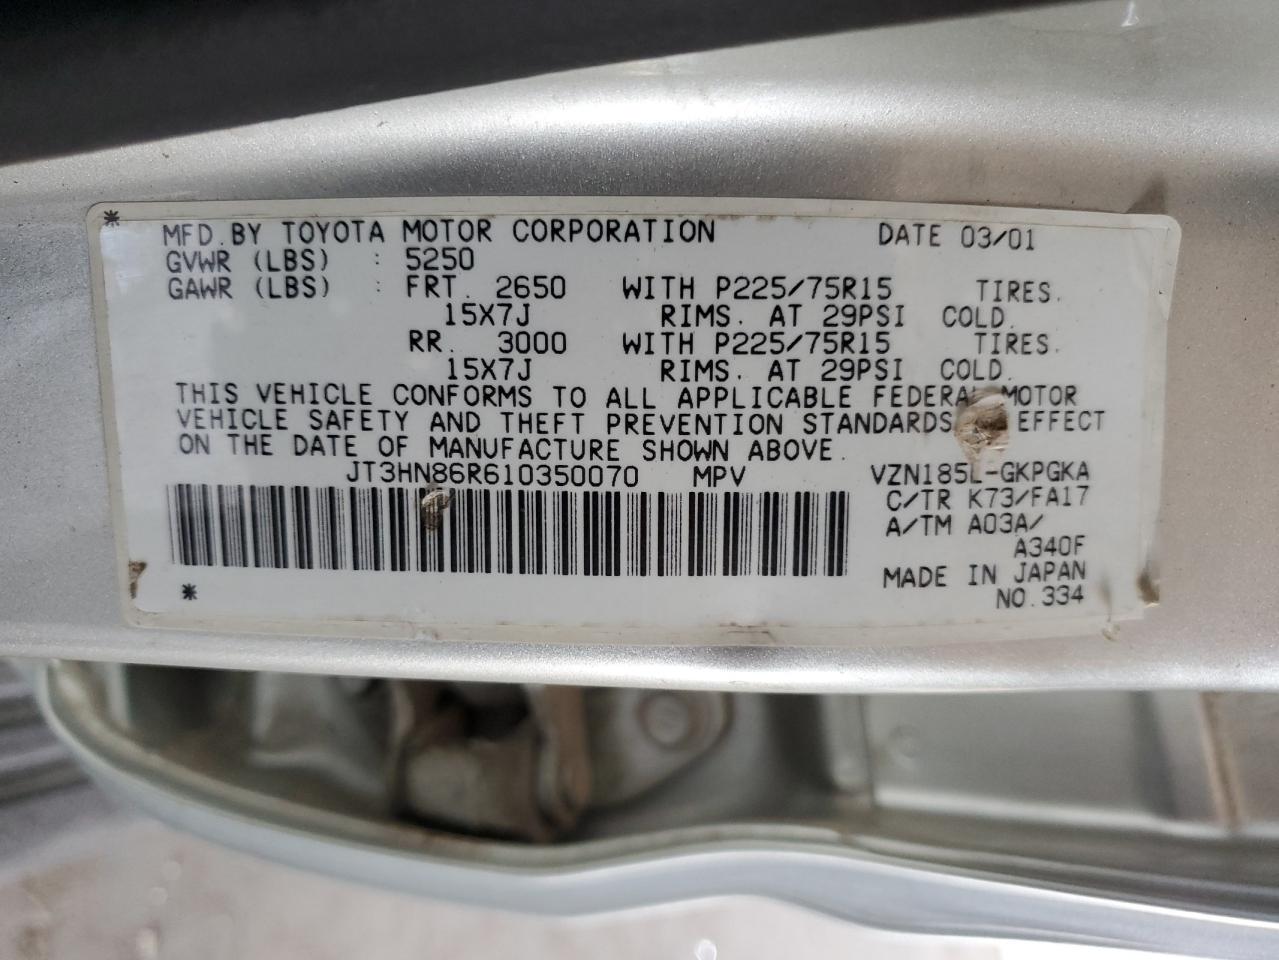 MFD.BY TOYOTA MOTOR CORPORATION DATE 03/01
GVWR (LBS) : 5250
GAWR (LBS) : FRT. 2650 WITH P225/75R15 TIRES.
15X7J RIMS. AT 29PSI COLD.
RR. 3000 WITH P225/75R15 TIRES.
15X7J RIMS. AT 29PSI COLD.
THIS VEHICLE CONFORMS TO ALL APPLICABLE FEDERAL MOTOR
VEHICLE SAFETY AND THEFT PREVENTION STANDARDS EFFECT
ON THE DATE OF MANUFACTURE SHOWN ABOVE.
JT3HN86R610350070 MPV VZN185L-GKPGKA
C/TR K73/FA17
A/TM A03A/
A340F
MADE IN JAPAN
NO.334